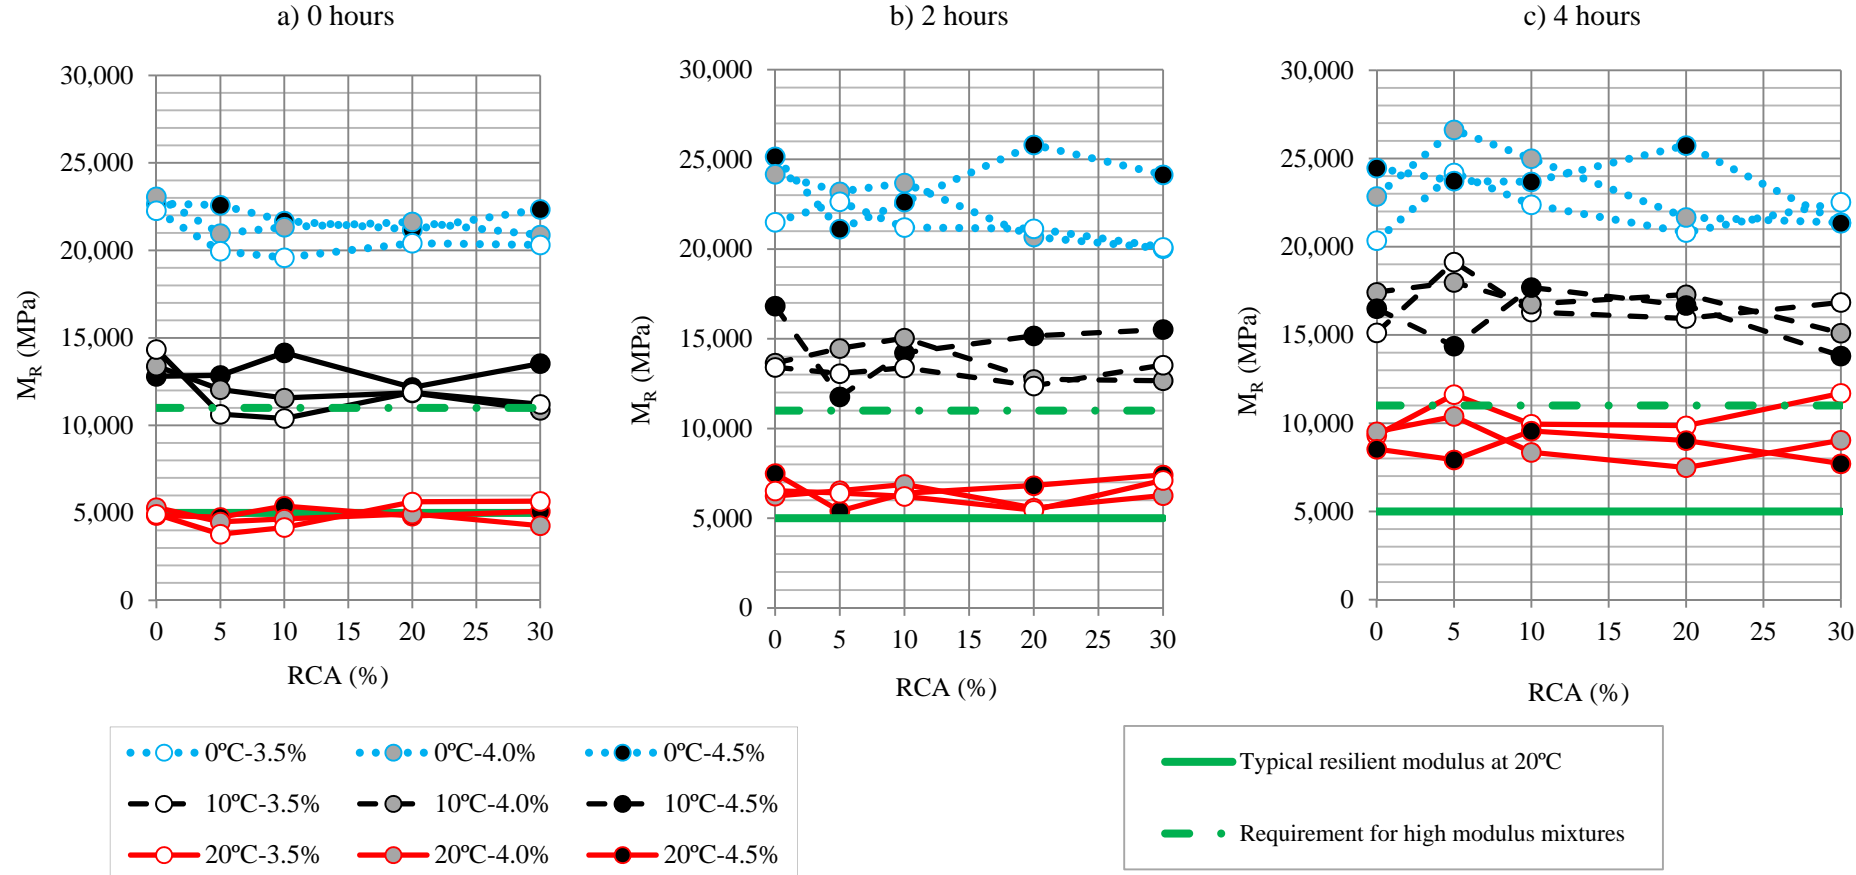 a) 0 hours
b) 2 hours
c) 4 hours
30,000
25,000
20,000
15,000
10,000
5,000
0
0 5 10 15 20 25 30
M_R (MPa)
RCA (%)
30,000
25,000
20,000
15,000
10,000
5,000
0
0 5 10 15 20 25 30
M_R (MPa)
RCA (%)
30,000
25,000
20,000
15,000
10,000
5,000
0
0 5 10 15 20 25 30
M_R (MPa)
RCA (%)
0ºC-3.5% 0ºC-4.0% 0ºC-4.5%
10ºC-3.5% 10ºC-4.0% 10ºC-4.5%
20ºC-3.5% 20ºC-4.0% 20ºC-4.5%
Typical resilient modulus at 20ºC
Requirement for high modulus mixtures